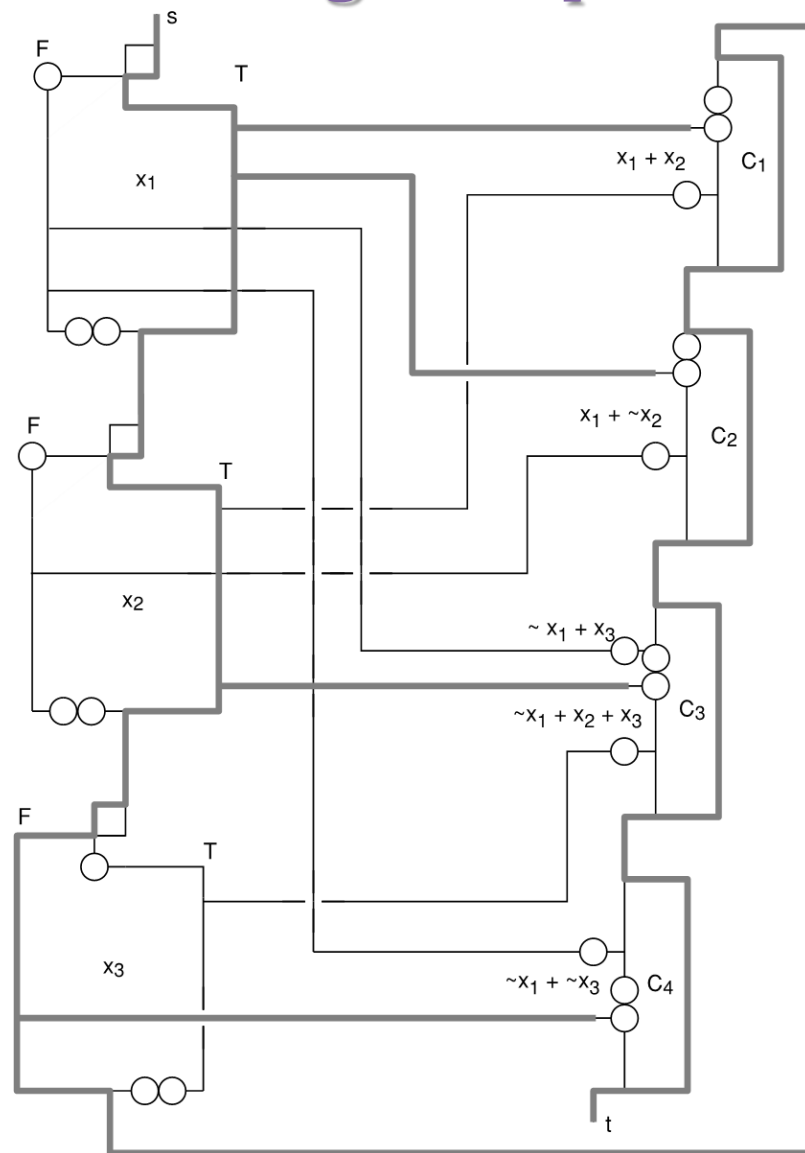 s
F
T
x1
x1 + x2
C1
F
T
x1 + ~x2
C2
x2
~ x1 + x3
~x1 + x2 + x3
C3
F
T
x3
~x1 + ~x3
C4
t